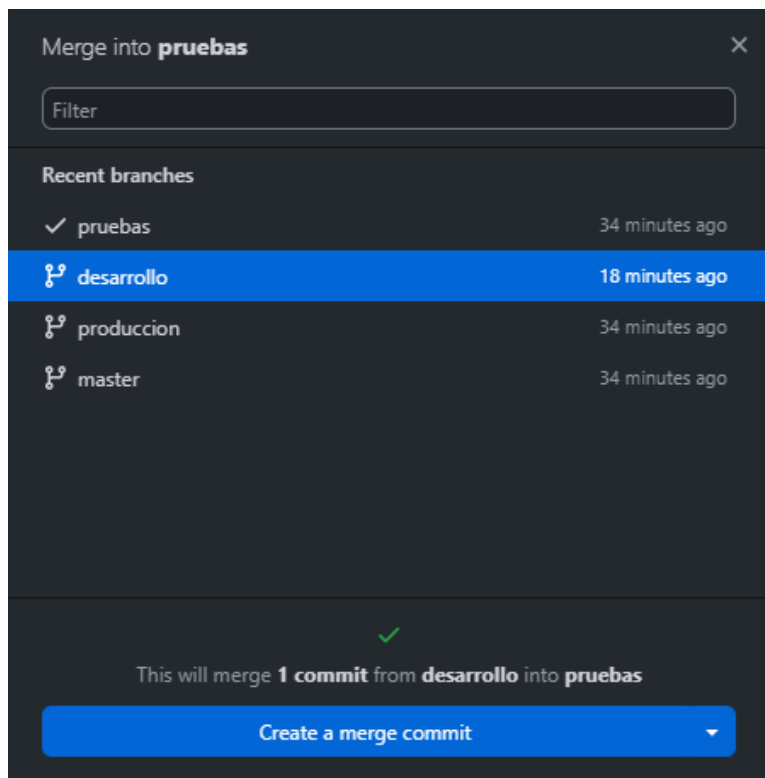 Merge into pruebas
Filter
Recent branches
pruebas 34 minutes ago
desarrollo 18 minutes ago
produccion 34 minutes ago
master 34 minutes ago
This will merge 1 commit from desarrollo into pruebas
Create a merge commit